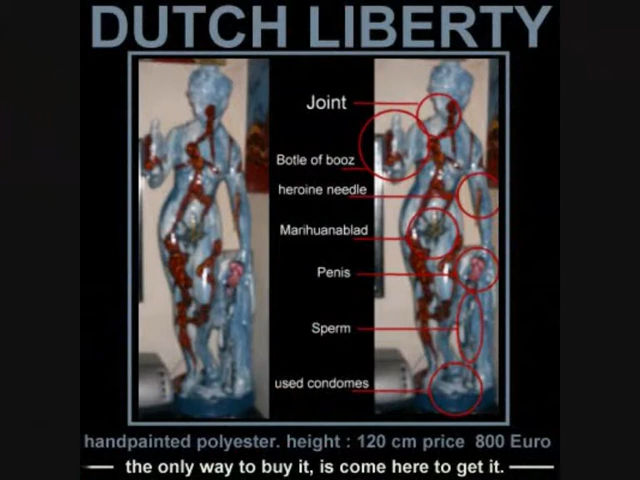 DUTCH LIBERTY
Joint
Botle of booz
heroine needle
Marihuanablad
Penis
Sperm
used condomes
handpainted polyester. height : 120 cm price 800 Euro
the only way to buy it, is come here to get it.